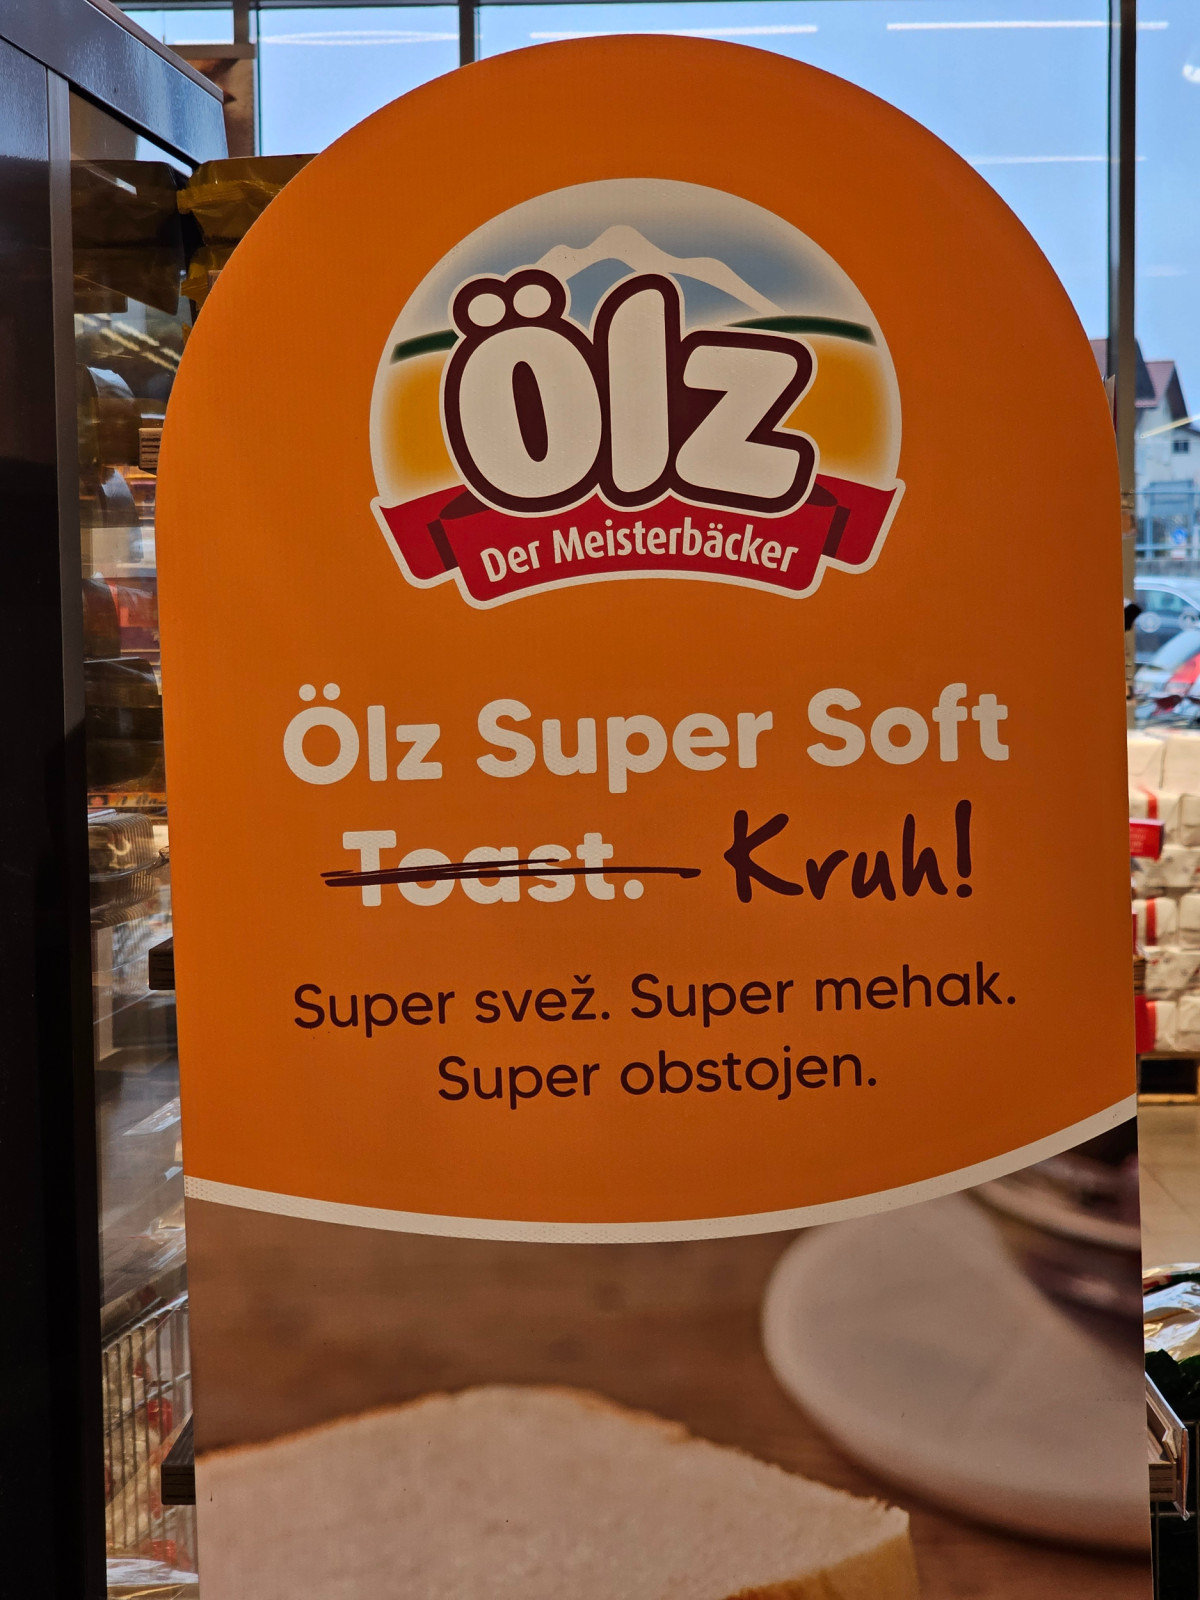 Ölz
Der Meisterbäcker
Ölz Super Soft
Toast. Kruh!
Super svež. Super mehak.
Super obstojen.